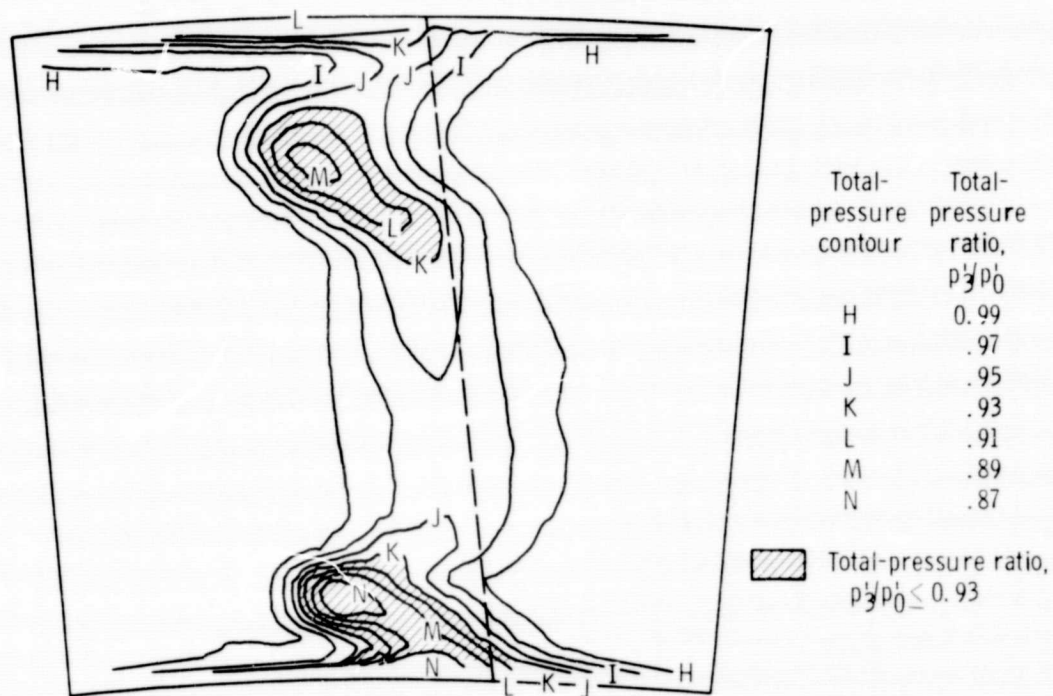 L
K
H
I
J
J
I
H
M
L
K
J
K
N
M
N
H
I
L K J
Total-
pressure
contour
Total-
pressure
ratio,
p'3/p'0
H 0.99
I .97
J .95
K .93
L .91
M .89
N .87
Total-pressure ratio,
p'3/p'0 ≤ 0.93